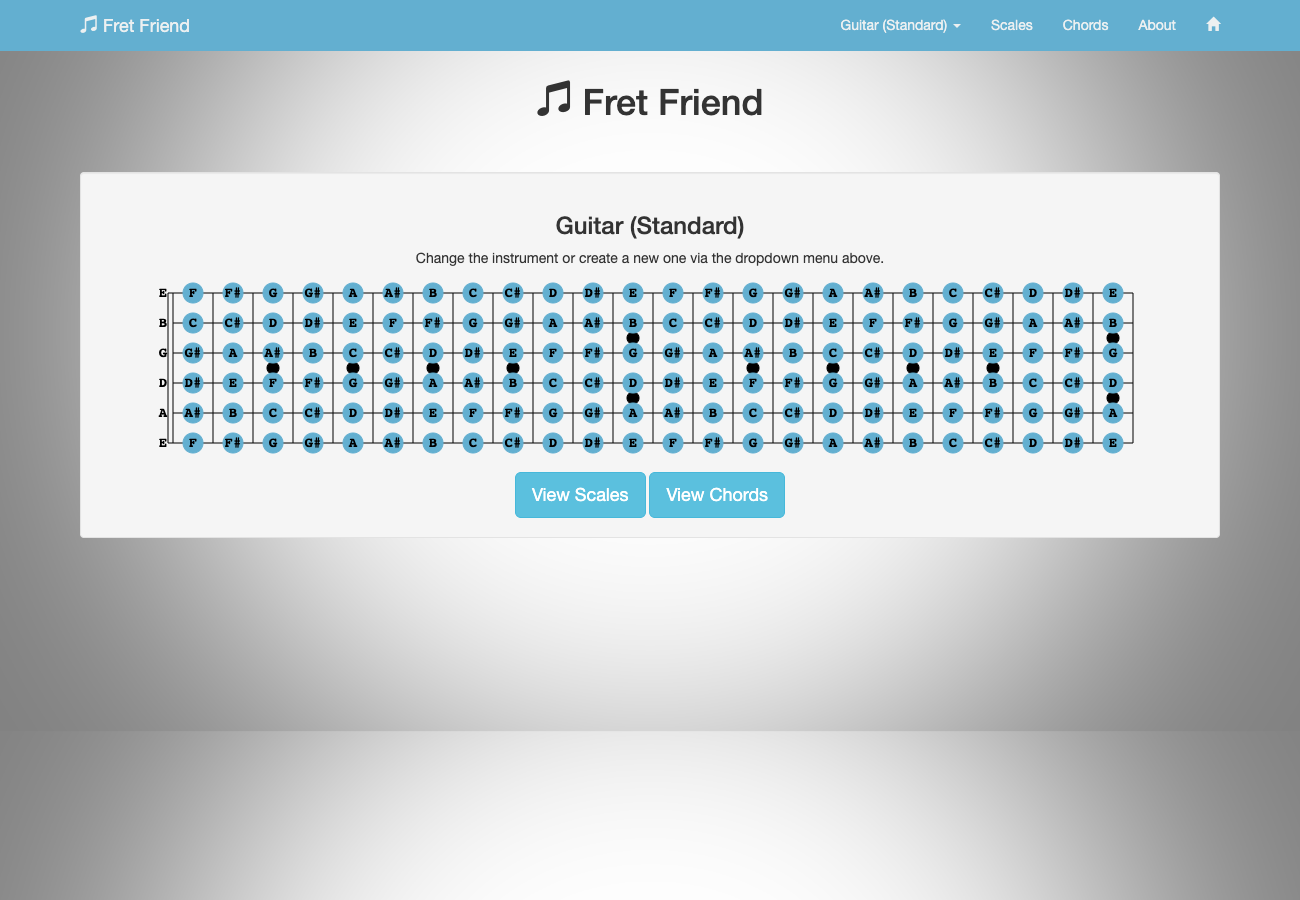 Fret Friend
Guitar (Standard) Scales Chords About
Fret Friend
Guitar (Standard)
Change the instrument or create a new one via the dropdown menu above.
E F F# G G# A A# B C C# D D# E F F# G G# A A# B C C# D D# E
B C C# D D# E F F# G G# A A# B C C# D D# E F F# G G# A A# B
G G# A A# B C C# D D# E F F# G G# A A# B C C# D D# E F F# G
D D# E F F# G G# A A# B C C# D D# E F F# G G# A A# B C C# D
A A# B C C# D D# E F F# G G# A A# B C C# D D# E F F# G G# A
E F F# G G# A A# B C C# D D# E F F# G G# A A# B C C# D D# E
View Scales View Chords